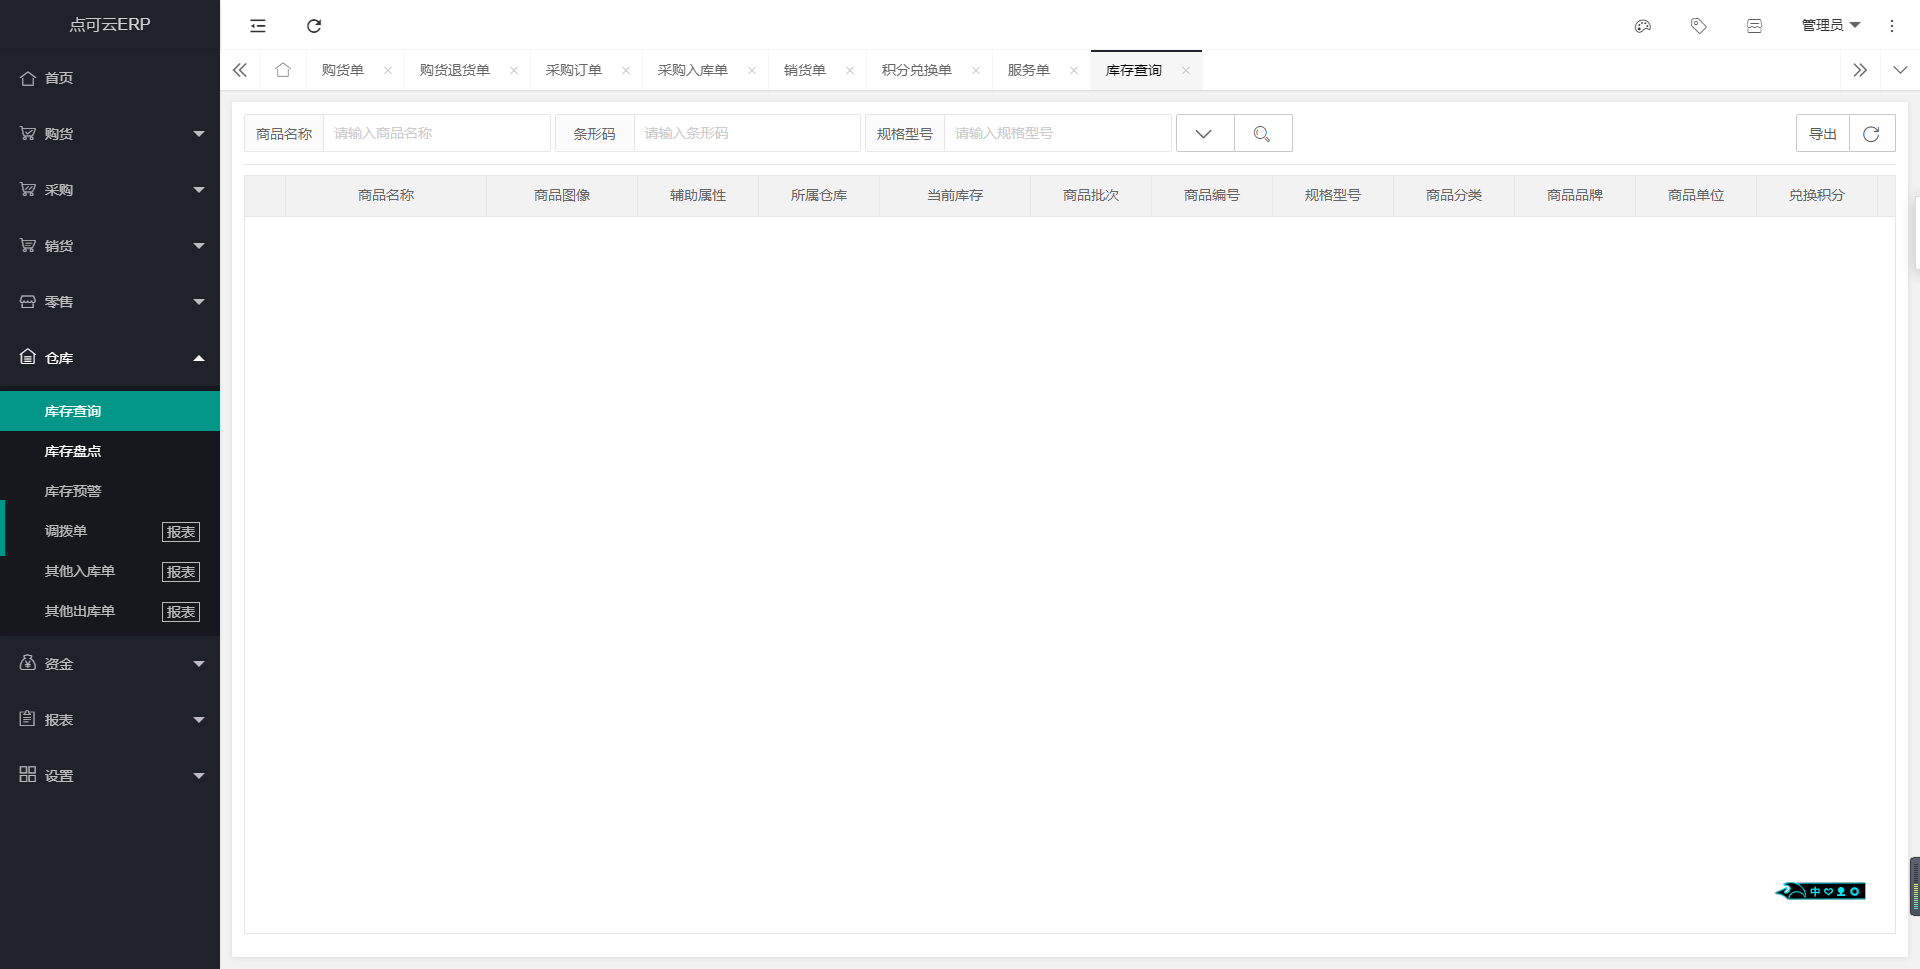 点可云ERP
首页
购货
采购
销货
零售
仓库
库存查询
库存盘点
库存预警
调拨单 报表
其他入库单 报表
其他出库单 报表
资金
报表
设置
管理员
购货单 购货退货单 采购订单 采购入库单 销货单 积分兑换单 服务单 库存查询
商品名称 请输入商品名称 条形码 请输入条形码 规格型号 请输入规格型号 导出
商品名称 商品图像 辅助属性 所属仓库 当前库存 商品批次 商品编号 规格型号 商品分类 商品品牌 商品单位 兑换积分
中